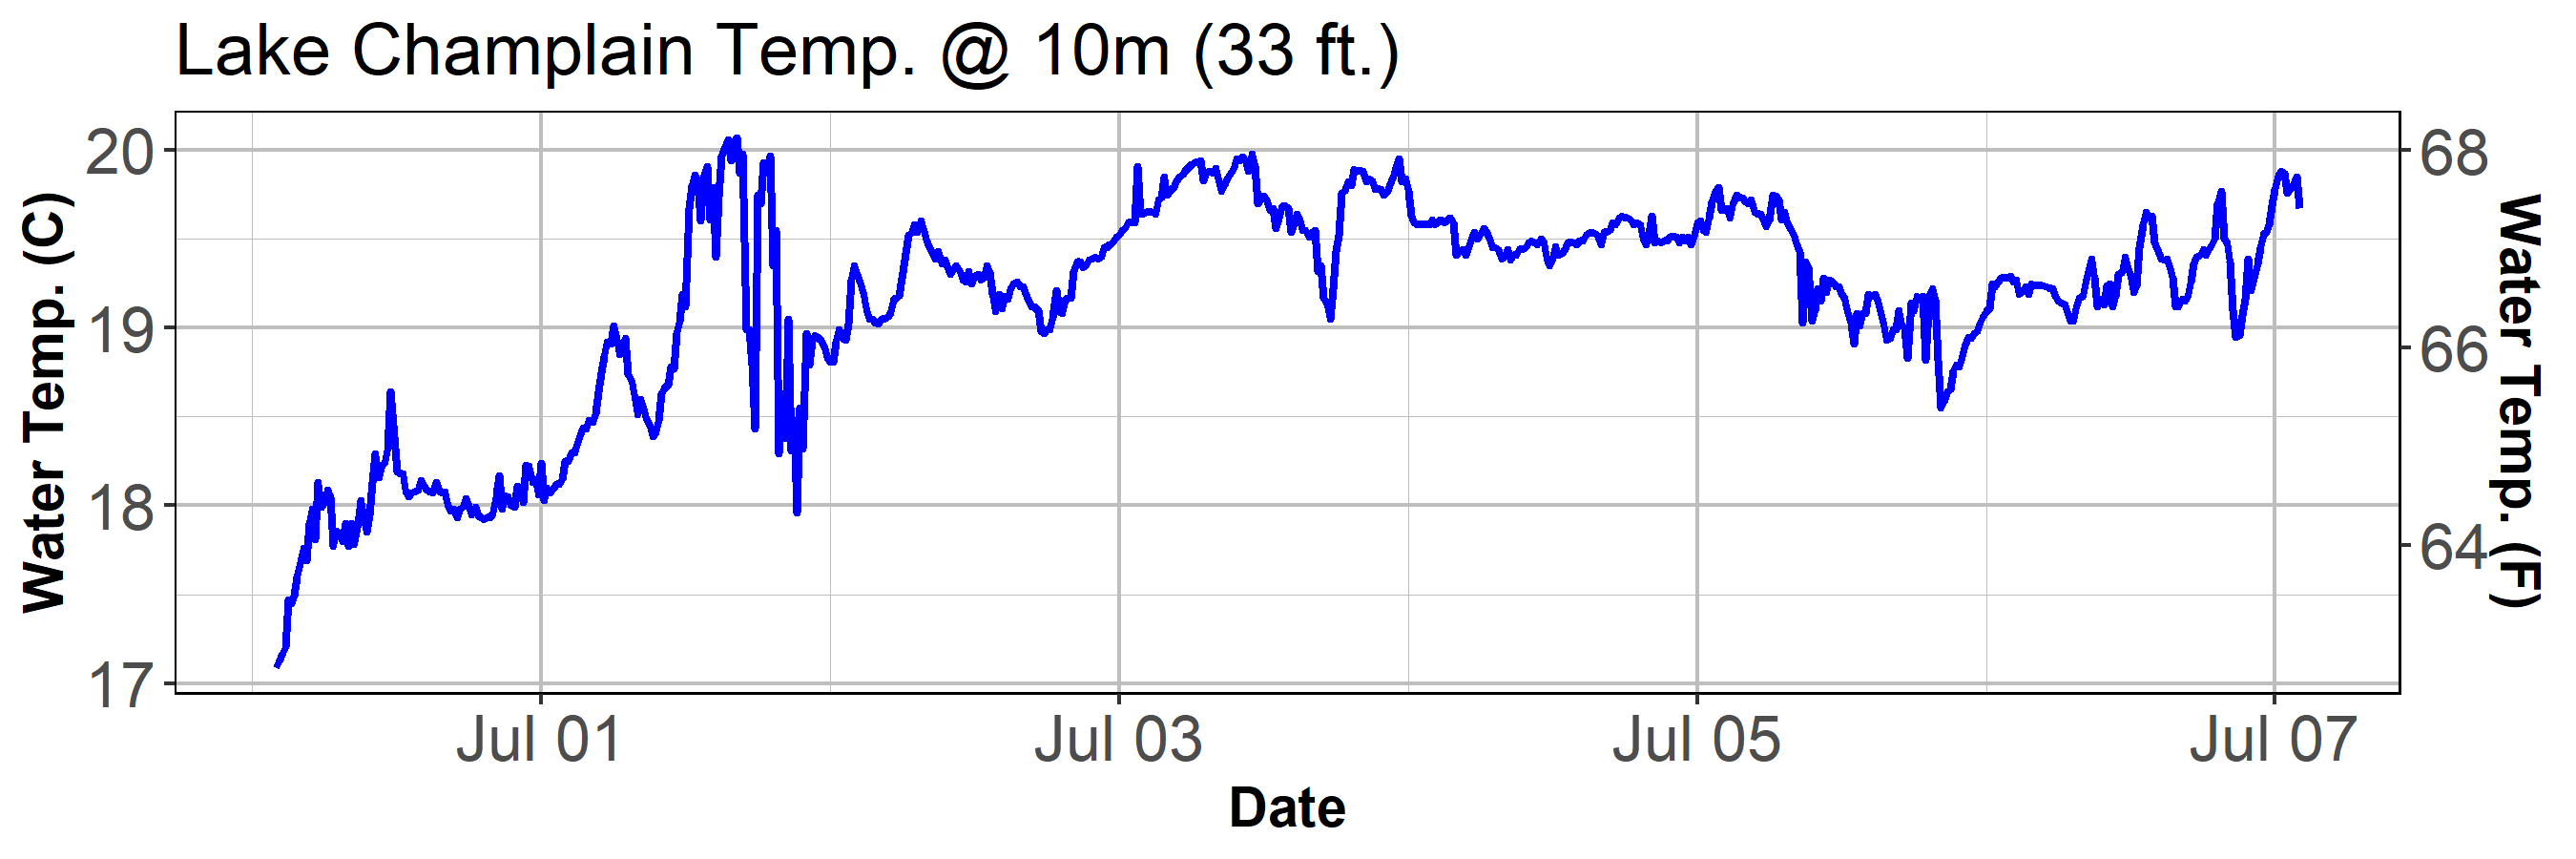 Lake Champlain Temp. @ 10m (33 ft.)
Water Temp. (C)
20
19
18
17
68
66
64
Water Temp. (F)
Jul 01 Jul 03 Jul 05 Jul 07
Date